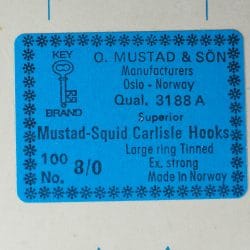 KEY
BRAND
O. MUSTAD & SÖN
Manufacturers
Oslo - Norway
Qual. 3188 A
Superior
Mustad-Squid Carlisle Hooks
100
No. 8/0
Large ring Tinned
Ex. strong
Made in Norway